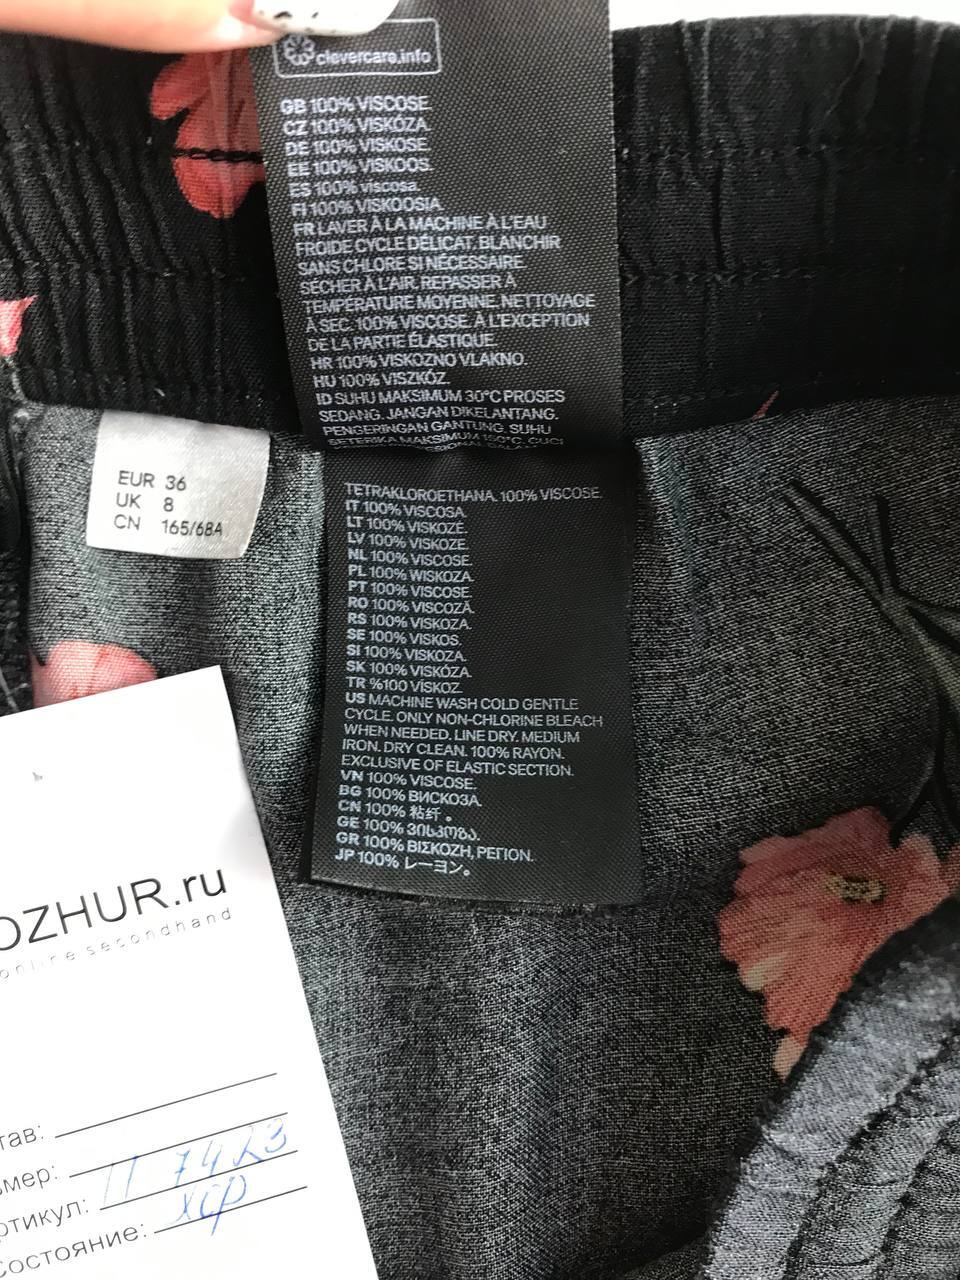 clevercare.info
GB 100% VISCOSE.
CZ 100% VISKÓZA
DE 100% VISKOSE.
EE 100% VISKOOS.
ES 100% viscosa.
FI 100% VISKOOSIA
FR LAVER À LA MACHINE À L'EAU
FROIDE CYCLE DÉLICAT. BLANCHIR
SANS CHLORE SI NÉCESSAIRE.
SÉCHER À L'AIR. REPASSER À
TEMPÉRATURE MOYENNE. NETTOYAGE
À SEC. 100% VISCOSE. À L'EXCEPTION
DE LA PARTIE ÉLASTIQUE.
HR 100% VISKOZNO VLAKNO.
HU 100% VISZKÓZ.
ID SUHU MAKSIMUM 30°C PROSES
SEDANG. JANGAN DIKELANTANG.
PENGERINGAN GANTUNG. SUHU
SETERIKA MAKSIMUM 150°C. CUCI
EUR 36
UK 8
CN 165/68A
TETRAKLOROETHANA. 100% VISCOSE.
IT 100% VISCOSA.
LT 100% VISKOZĖ.
LV 100% VISKOZE.
NL 100% VISCOSE.
PL 100% WISKOZA.
PT 100% VISCOSE.
RO 100% VISCOZĂ.
RS 100% VISKOZA.
SE 100% VISKOS.
SI 100% VISKOZA.
SK 100% VISKÓZA.
TR %100 VİSKOZ.
US MACHINE WASH COLD GENTLE
CYCLE. ONLY NON-CHLORINE BLEACH
WHEN NEEDED. LINE DRY. MEDIUM
IRON. DRY CLEAN. 100% RAYON.
EXCLUSIVE OF ELASTIC SECTION.
VN 100% VISCOSE.
BG 100% ВИСКОЗА.
CN 100% 粘纤。
GE 100% ვისკოზა.
GR 100% ΒΙΣΚΟΖΗ, ΡΕΓΙΟΝ.
JP 100% レーヨン。
OZHUR.ru
online secondhand
тав:
змер:
ртикул: 117423
Состояние: хор